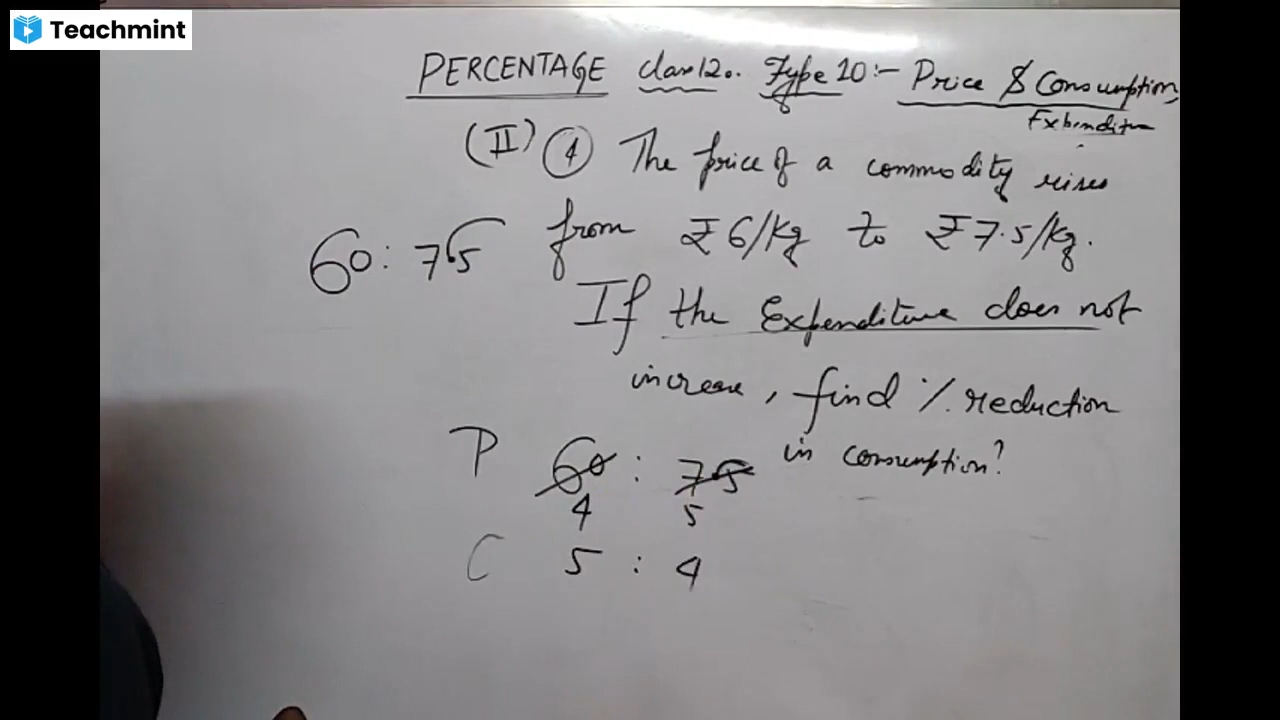 Teachmint
PERCENTAGE Class 12. Type 10:- Price & Consumption,
Expenditure
(II) (4) The price of a commodity rises
60:75 from ₹6/Kg to ₹7.5/Kg.
If the Expenditure does not
increase, find % reduction
in consumption?
P 60 : 75
4 5
C 5 : 4